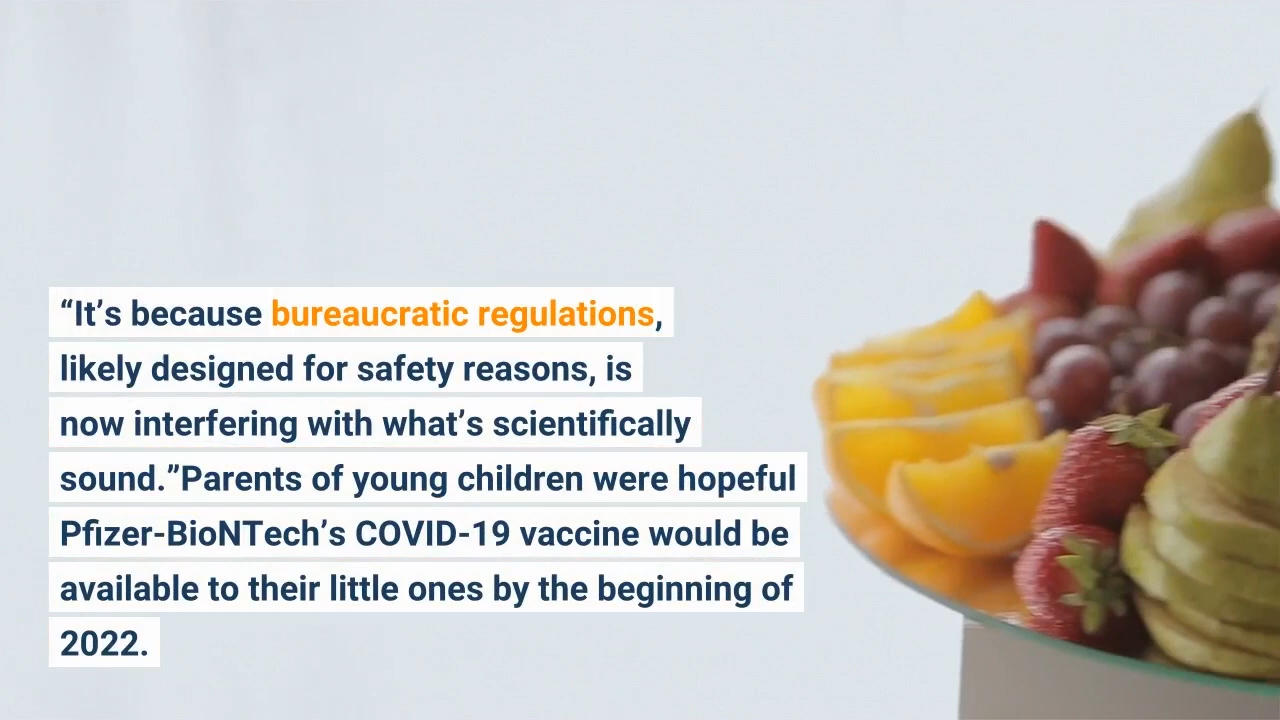 “It’s because bureaucratic regulations,
likely designed for safety reasons, is
now interfering with what’s scientifically
sound.”Parents of young children were hopeful
Pfizer-BioNTech’s COVID-19 vaccine would be
available to their little ones by the beginning of
2022.